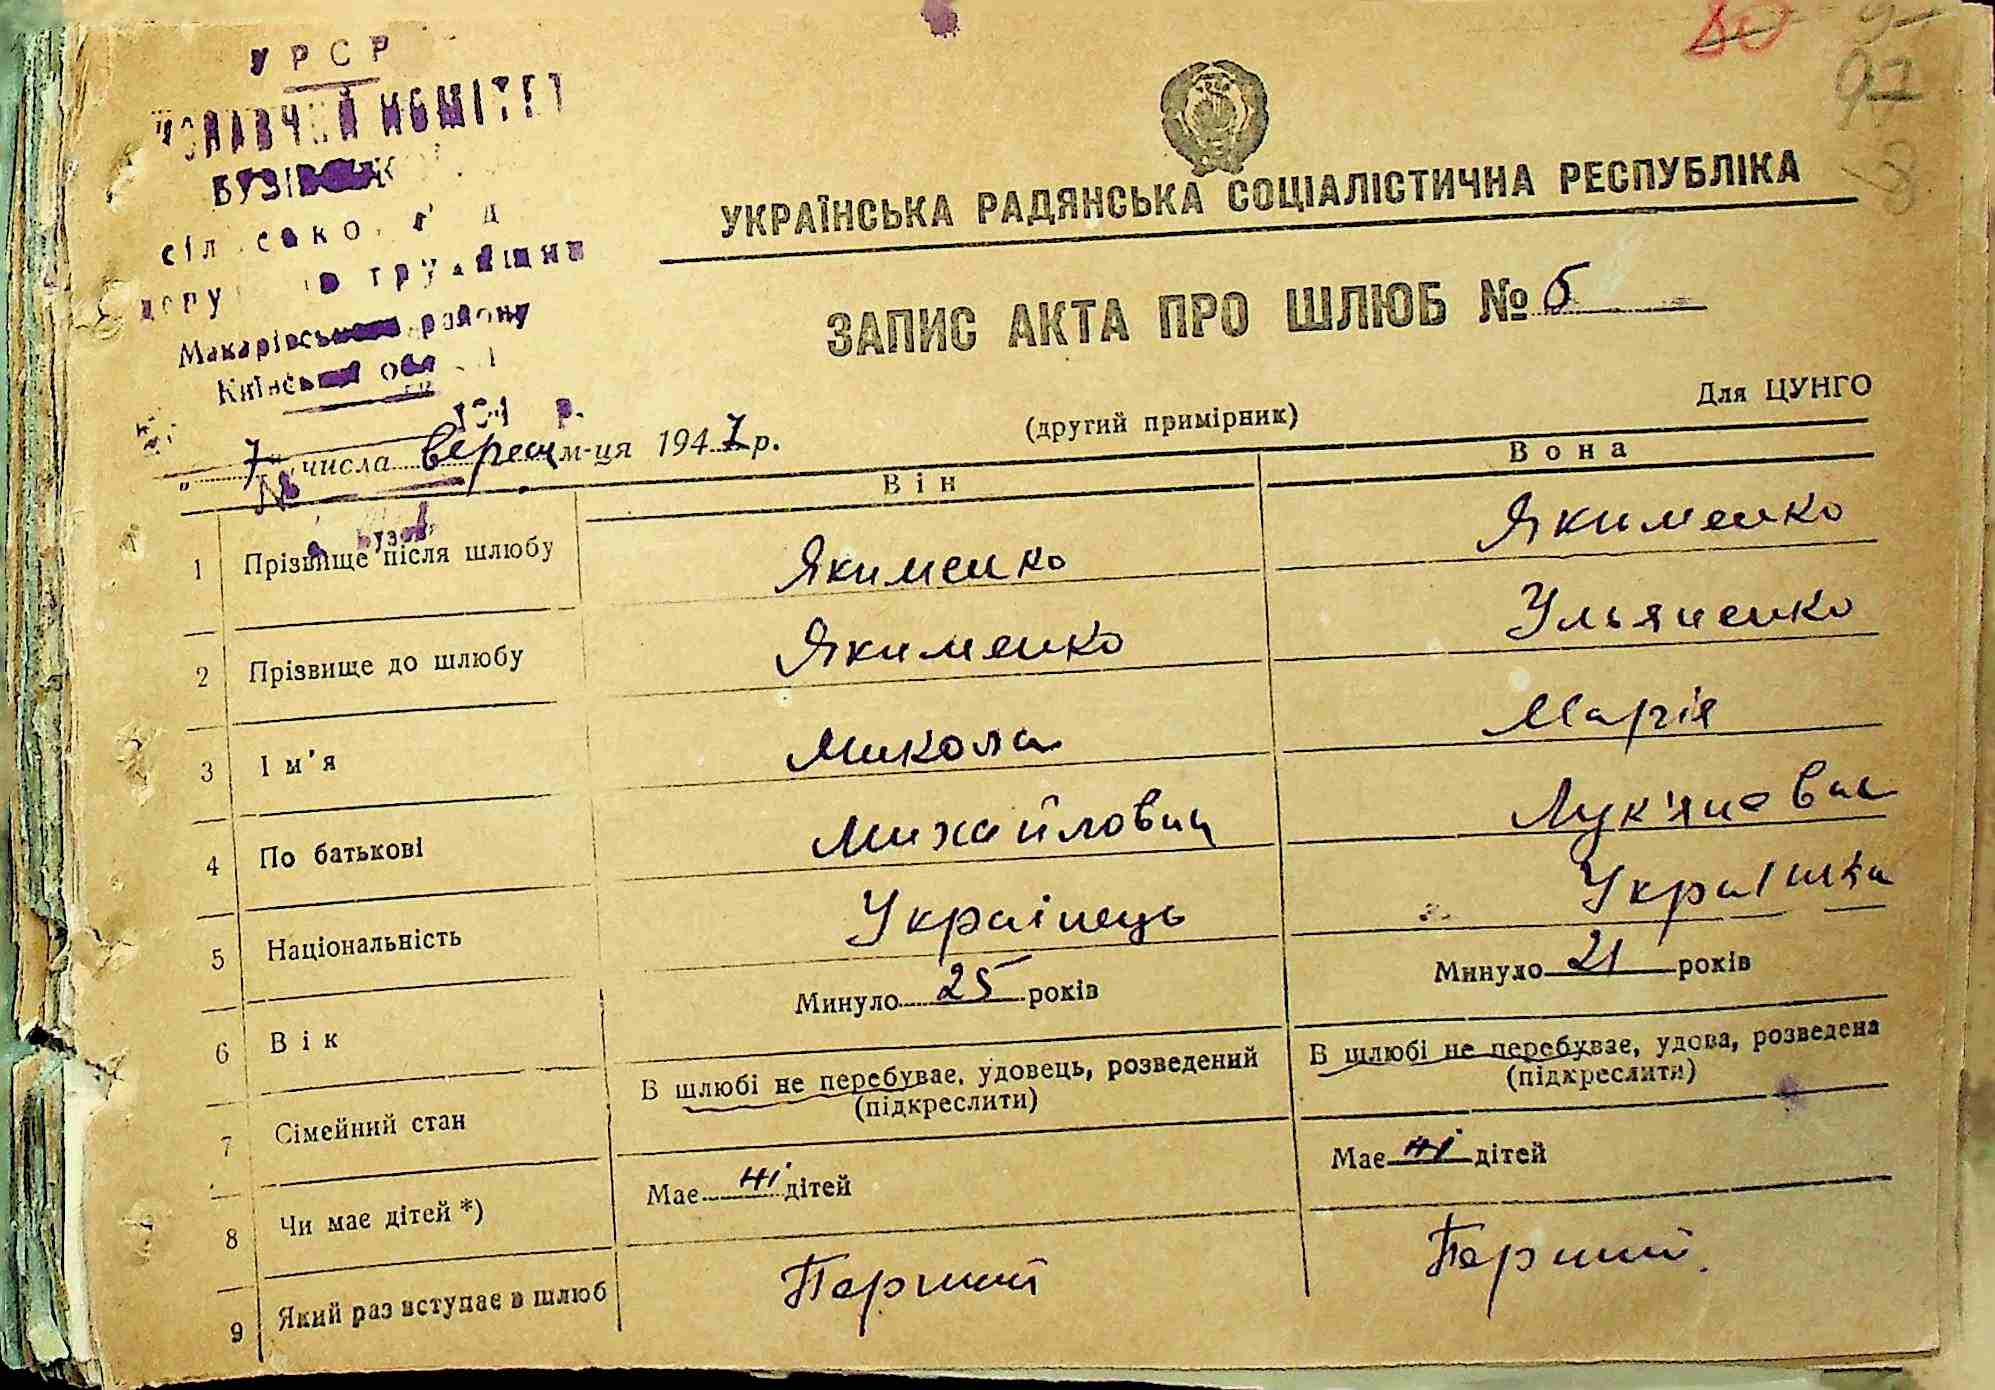 УРСР
КОМІТЕТ
Макарівського району
Київської
УКРАЇНСЬКА РАДЯНСЬКА СОЦІАЛІСТИЧНА РЕСПУБЛІКА
ЗАПИС АКТА ПРО ШЛЮБ № 6
Для ЦУНГО
(другий примірник)
"7" числа вересня м-ця 1947 р.
Він Вона
1 Прізвище після шлюбу Якименко Якименко
2 Прізвище до шлюбу Якименко Ульяненко
3 Ім'я Микола Марія
4 По батькові Михайлович Лук'яновна
5 Національність Українець Українка
6 Вік Минуло 25 років Минуло 21 років
7 Сімейний стан В шлюбі не перебуває, удовець, розведений В шлюбі не перебуває, удова, розведена
(підкреслити) (підкреслити)
8 Чи має дітей *) Має ні дітей Має ні дітей
9 Який раз вступає в шлюб Перший Перший